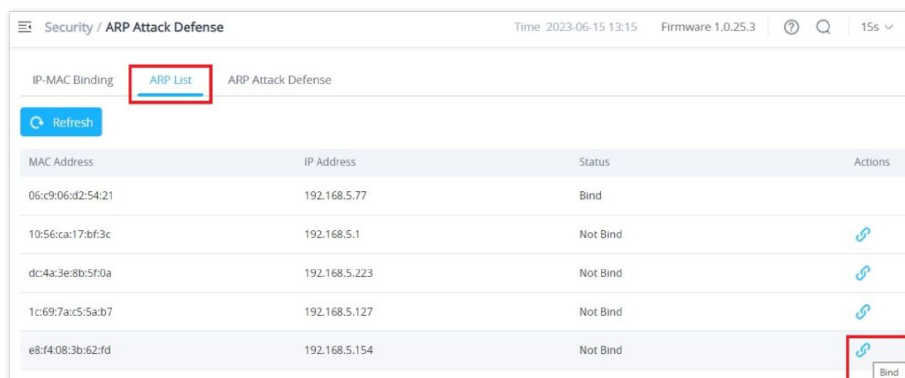 Security / ARP Attack Defense Time 2023-06-15 13:15 Firmware 1.0.25.3 15s
IP-MAC Binding ARP List ARP Attack Defense
Refresh
MAC Address IP Address Status Actions
06:c9:06:d2:54:21 192.168.5.77 Bind
10:56:ca:17:bf:3c 192.168.5.1 Not Bind
dc:4a:3e:8b:5f:0a 192.168.5.223 Not Bind
1c:69:7a:c5:5a:b7 192.168.5.127 Not Bind
e8:f4:08:3b:62:fd 192.168.5.154 Not Bind
Bind